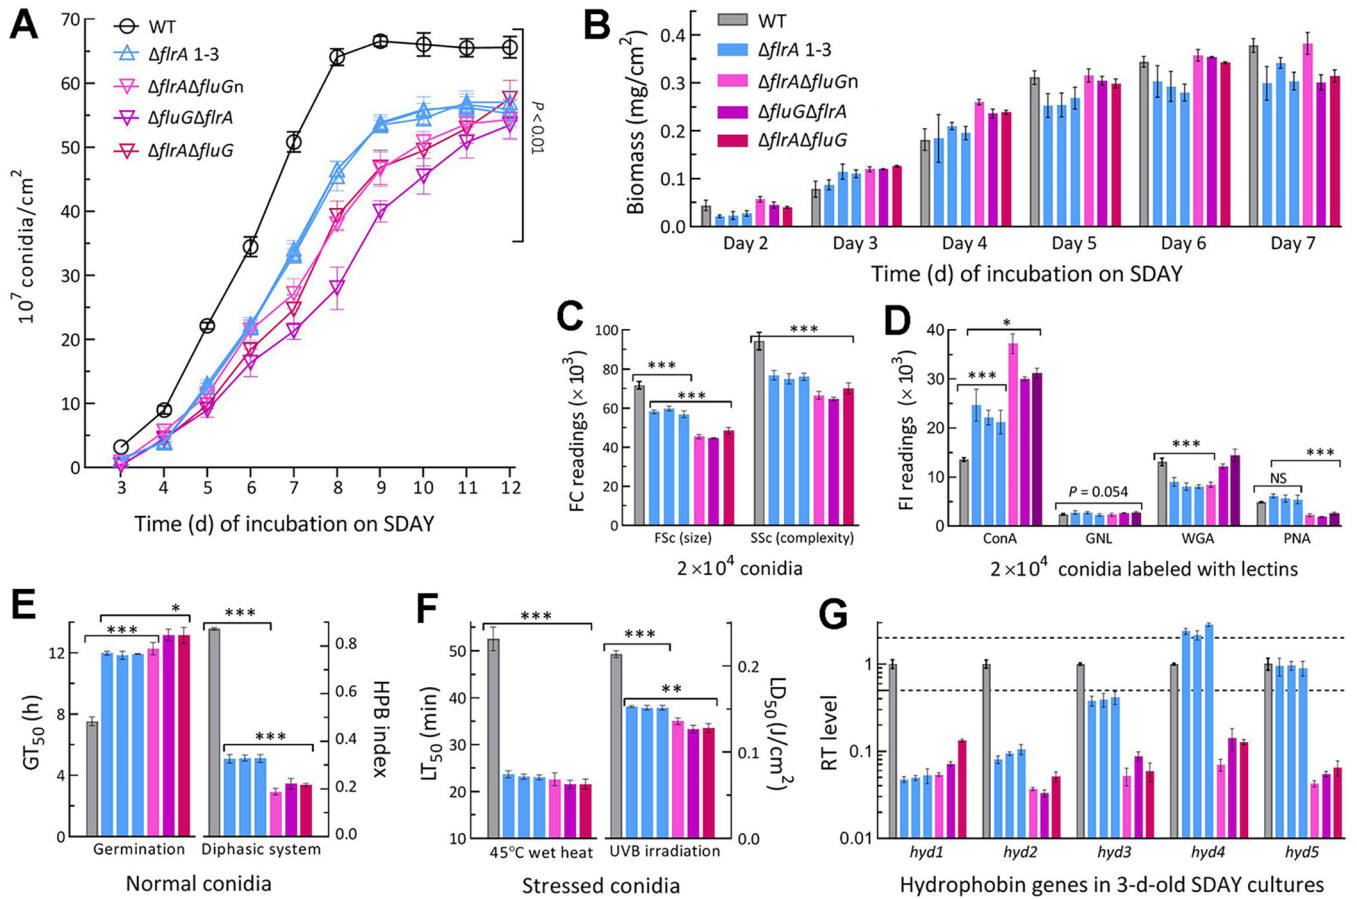 A
WT
ΔflrA 1-3
ΔflrAΔfluGn
ΔfluGΔflrA
ΔflrAΔfluG
P < 0.01
70
60
50
40
30
20
10
0
10⁷ conidia/cm²
3 4 5 6 7 8 9 10 11 12
Time (d) of incubation on SDAY
B
WT
ΔflrA 1-3
ΔflrAΔfluGn
ΔfluGΔflrA
ΔflrAΔfluG
0.4
0.3
0.2
0.1
0.0
Biomass (mg/cm²)
Day 2 Day 3 Day 4 Day 5 Day 6 Day 7
Time (d) of incubation on SDAY
C
100
80
60
40
20
0
FC readings (×10³)
***
***
***
FSc (size) SSc (complexity)
2×10⁴ conidia
D
40
30
20
10
0
FI readings (×10³)
*
***
P = 0.054
***
NS
***
ConA GNL WGA PNA
2×10⁴ conidia labeled with lectins
E
12
8
4
0
GT₅₀ (h)
*
***
***
***
0.8
0.6
0.4
0.2
0.0
HPB index
Germination Diphasic system
Normal conidia
F
50
40
30
20
10
LT₅₀ (min)
***
***
**
0.2
0.1
0.0
LD₅₀ (J/cm²)
45°C wet heat UVB irradiation
Stressed conidia
G
1
0.1
0.01
RT level
hyd1 hyd2 hyd3 hyd4 hyd5
Hydrophobin genes in 3-d-old SDAY cultures